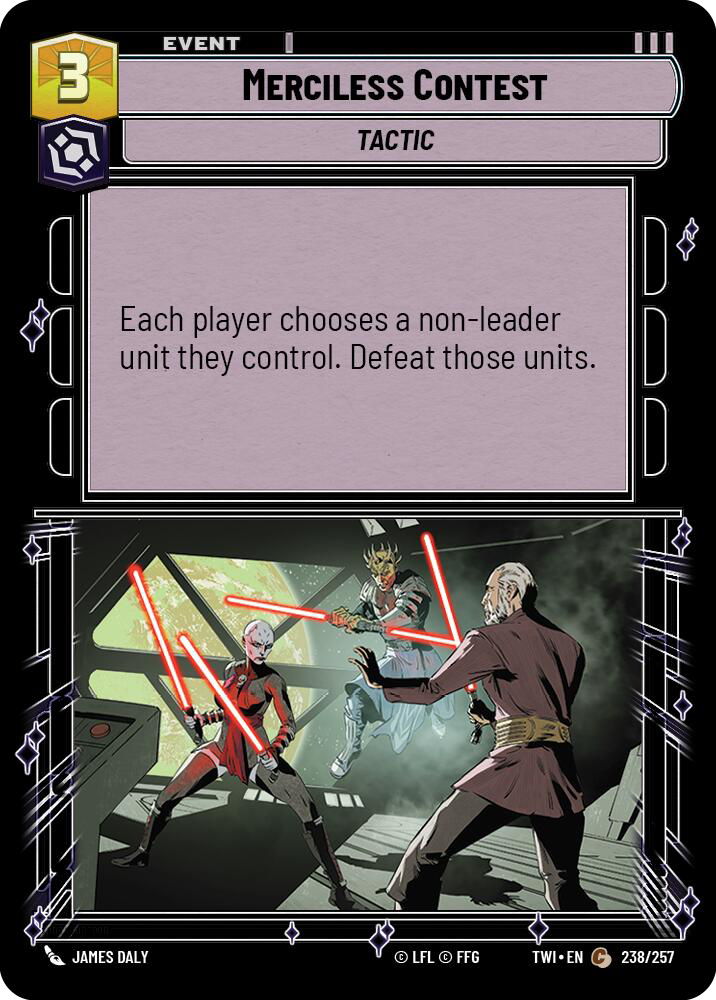 EVENT
3
MERCILESS CONTEST
TACTIC
Each player chooses a non-leader
unit they control. Defeat those units.
JAMES DALY
© LFL © FFG
TWI • EN C 238/257